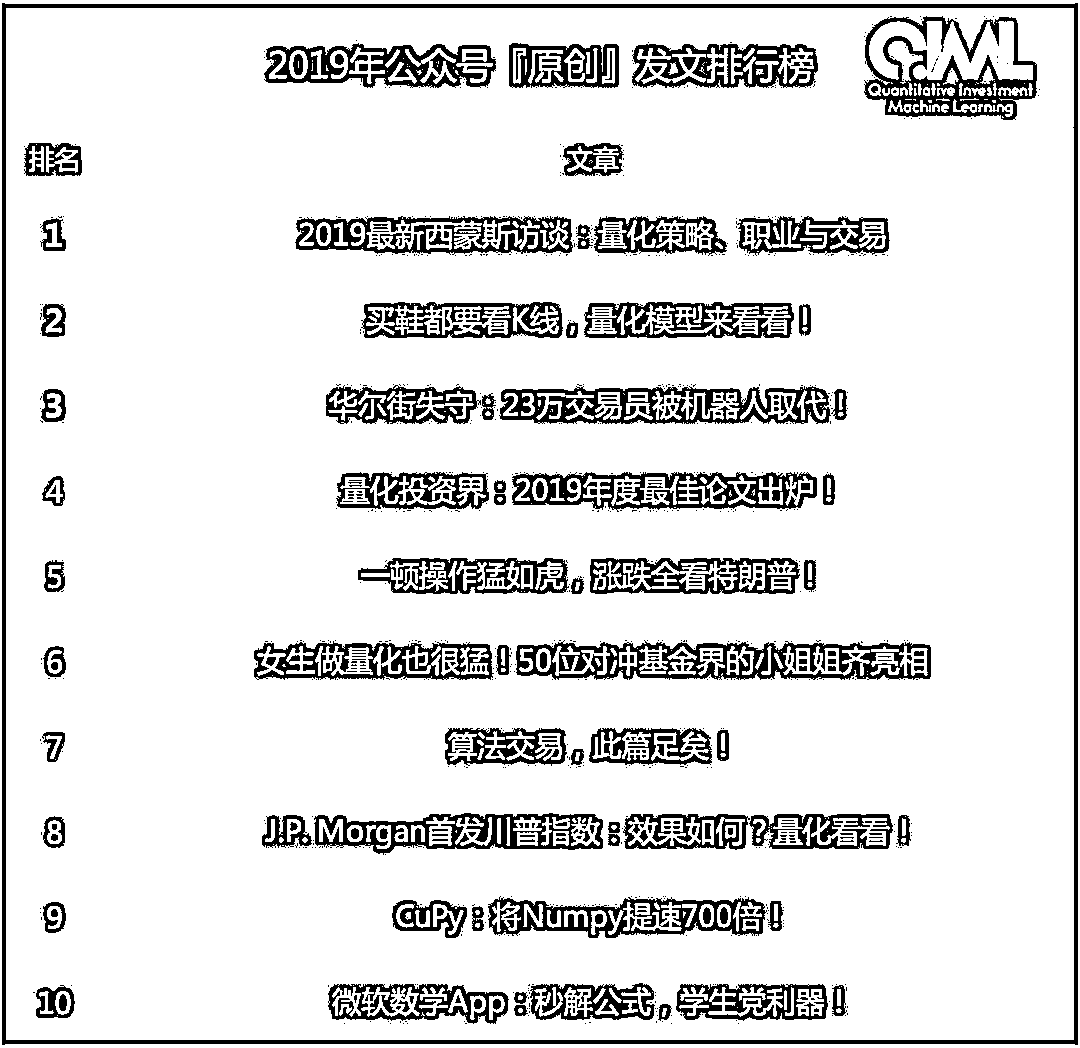 2019年公众号『原创』发文排行榜
QIML
Quantitative Investment
Machine Learning
排名 文章
1 2019最新西蒙斯访谈：量化策略、职业与交易
2 买鞋都要看K线，量化模型来看看！
3 华尔街失守：23万交易员被机器人取代！
4 量化投资界：2019年度最佳论文出炉！
5 一顿操作猛如虎，涨跌全看特朗普！
6 女生做量化也很猛！50位对冲基金界的小姐姐齐亮相
7 算法交易，此篇足矣！
8 J.P. Morgan首发川普指数：效果如何？量化看看！
9 CuPy：将Numpy提速700倍！
10 微软数学App：秒解公式，学生党利器！